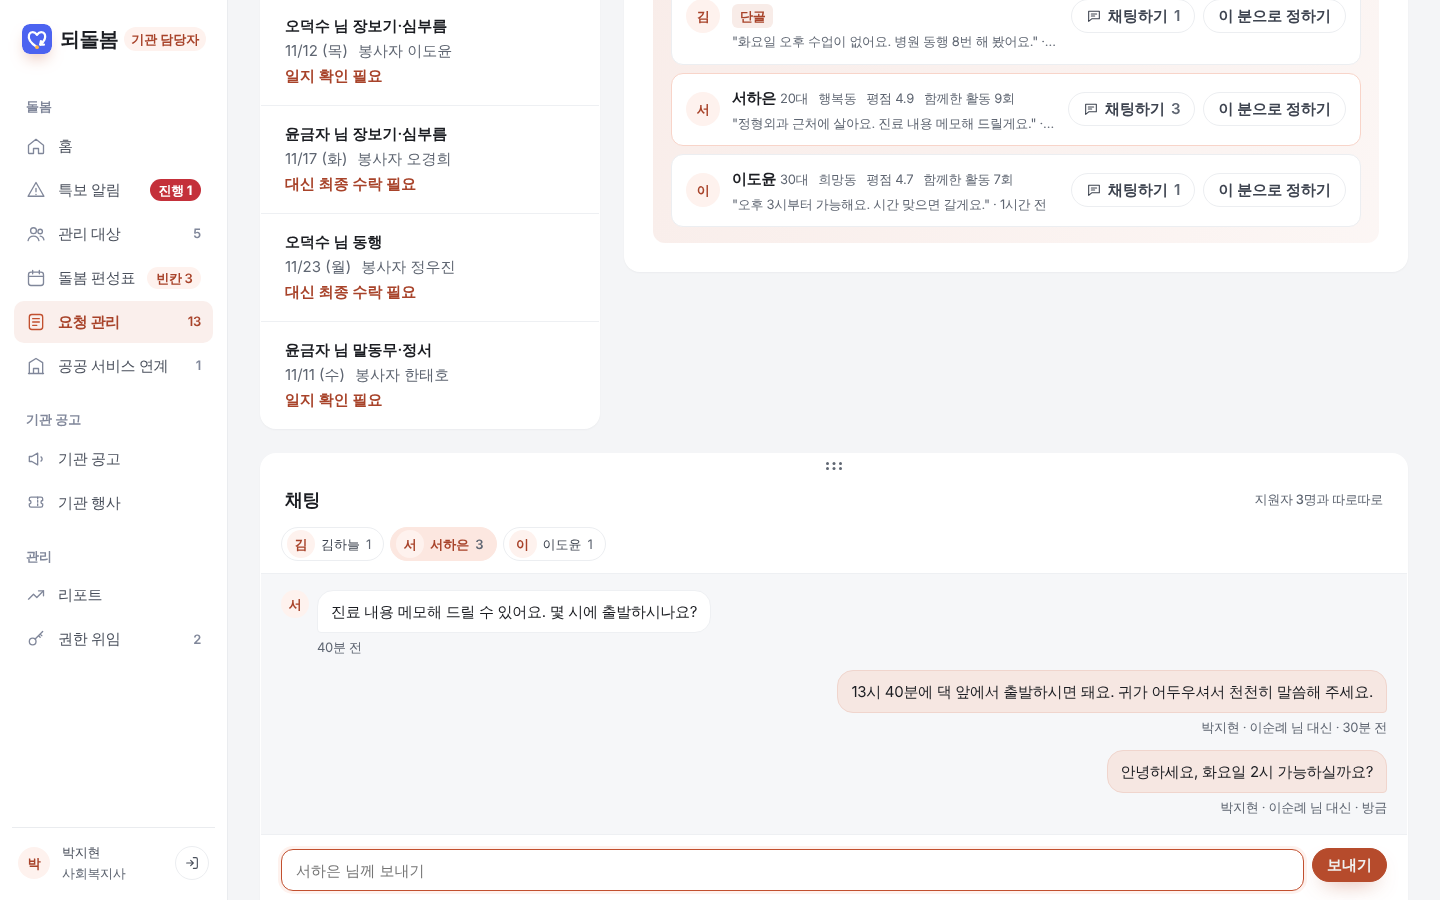 되돌봄 기관 담당자
돌봄
홈
특보 알림 진행 1
관리 대상 5
돌봄 편성표 빈칸 3
요청 관리 13
공공 서비스 연계 1
기관 공고
기관 공고
기관 행사
관리
리포트
권한 위임 2
박 박지현
사회복지사
오덕수 님 장보기·심부름
11/12 (목) 봉사자 이도윤
일지 확인 필요
윤금자 님 장보기·심부름
11/17 (화) 봉사자 오경희
대신 최종 수락 필요
오덕수 님 동행
11/23 (월) 봉사자 정우진
대신 최종 수락 필요
윤금자 님 말동무·정서
11/11 (수) 봉사자 한태호
일지 확인 필요
김 단골 채팅하기 1 이 분으로 정하기
"화요일 오후 수업이 없어요. 병원 동행 8번 해 봤어요." ·...
서 서하은 20대 행복동 평점 4.9 함께한 활동 9회 채팅하기 3 이 분으로 정하기
"정형외과 근처에 살아요. 진료 내용 메모해 드릴게요." ·...
이 이도윤 30대 희망동 평점 4.7 함께한 활동 7회 채팅하기 1 이 분으로 정하기
"오후 3시부터 가능해요. 시간 맞으면 갈게요." · 1시간 전
채팅 지원자 3명과 따로따로
김 김하늘 1 서 서하은 3 이 이도윤 1
서 진료 내용 메모해 드릴 수 있어요. 몇 시에 출발하시나요?
40분 전
13시 40분에 댁 앞에서 출발하시면 돼요. 귀가 어두우셔서 천천히 말씀해 주세요.
박지현 · 이순례 님 대신 · 30분 전
안녕하세요, 화요일 2시 가능하실까요?
박지현 · 이순례 님 대신 · 방금
서하은 님께 보내기 보내기